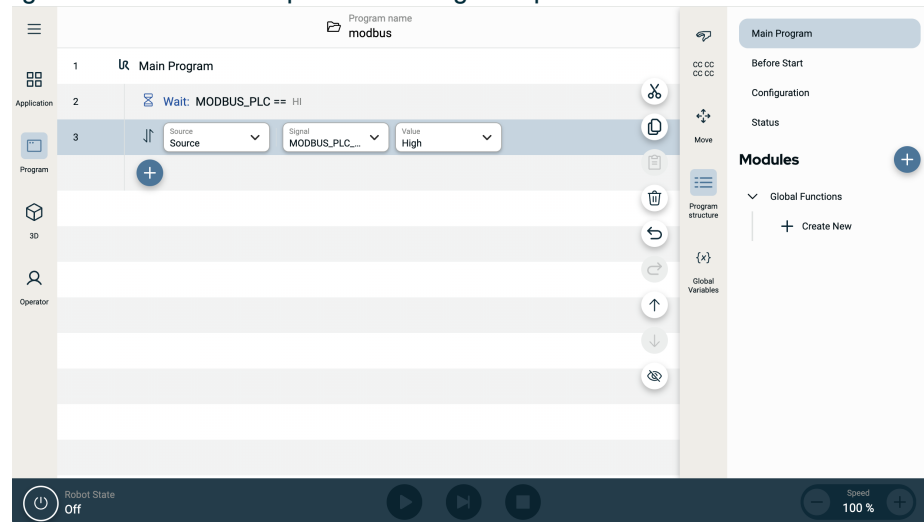 Program name
modbus
Main Program
Before Start
Configuration
Status
Modules
Global Functions
Create New
Application
Program
3D
Operator
1 Main Program
2 Wait: MODBUS_PLC == HI
3
Source
Source
Signal
MODBUS_PLC_...
Value
High
CC CC
CC CC
Move
Program
structure
{x}
Global
Variables
Robot State
Off
Speed
100 %